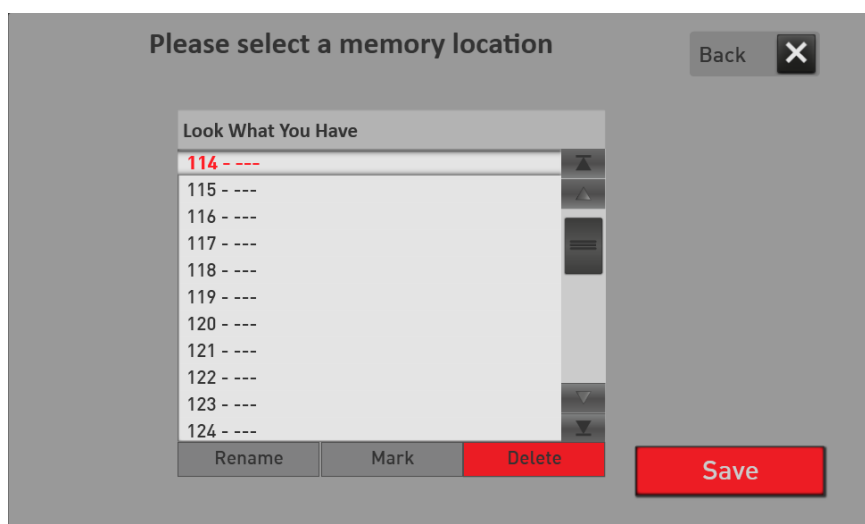 Please select a memory location
Back
Look What You Have
114 - ---
115 - ---
116 - ---
117 - ---
118 - ---
119 - ---
120 - ---
121 - ---
122 - ---
123 - ---
124 - ---
Rename Mark Delete
Save